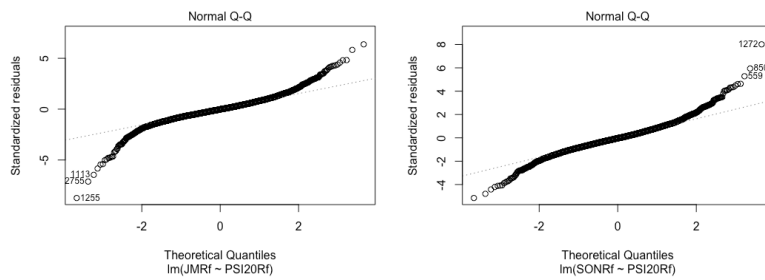 Normal Q-Q
Standardized residuals
5
0
-5
1113
2755
1255
-2
0
2
Theoretical Quantiles
lm(JMRf ~ PSI20Rf)
Normal Q-Q
Standardized residuals
8
6
4
2
0
-2
-4
1272
559
-2
0
2
Theoretical Quantiles
lm(SONRf ~ PSI20Rf)